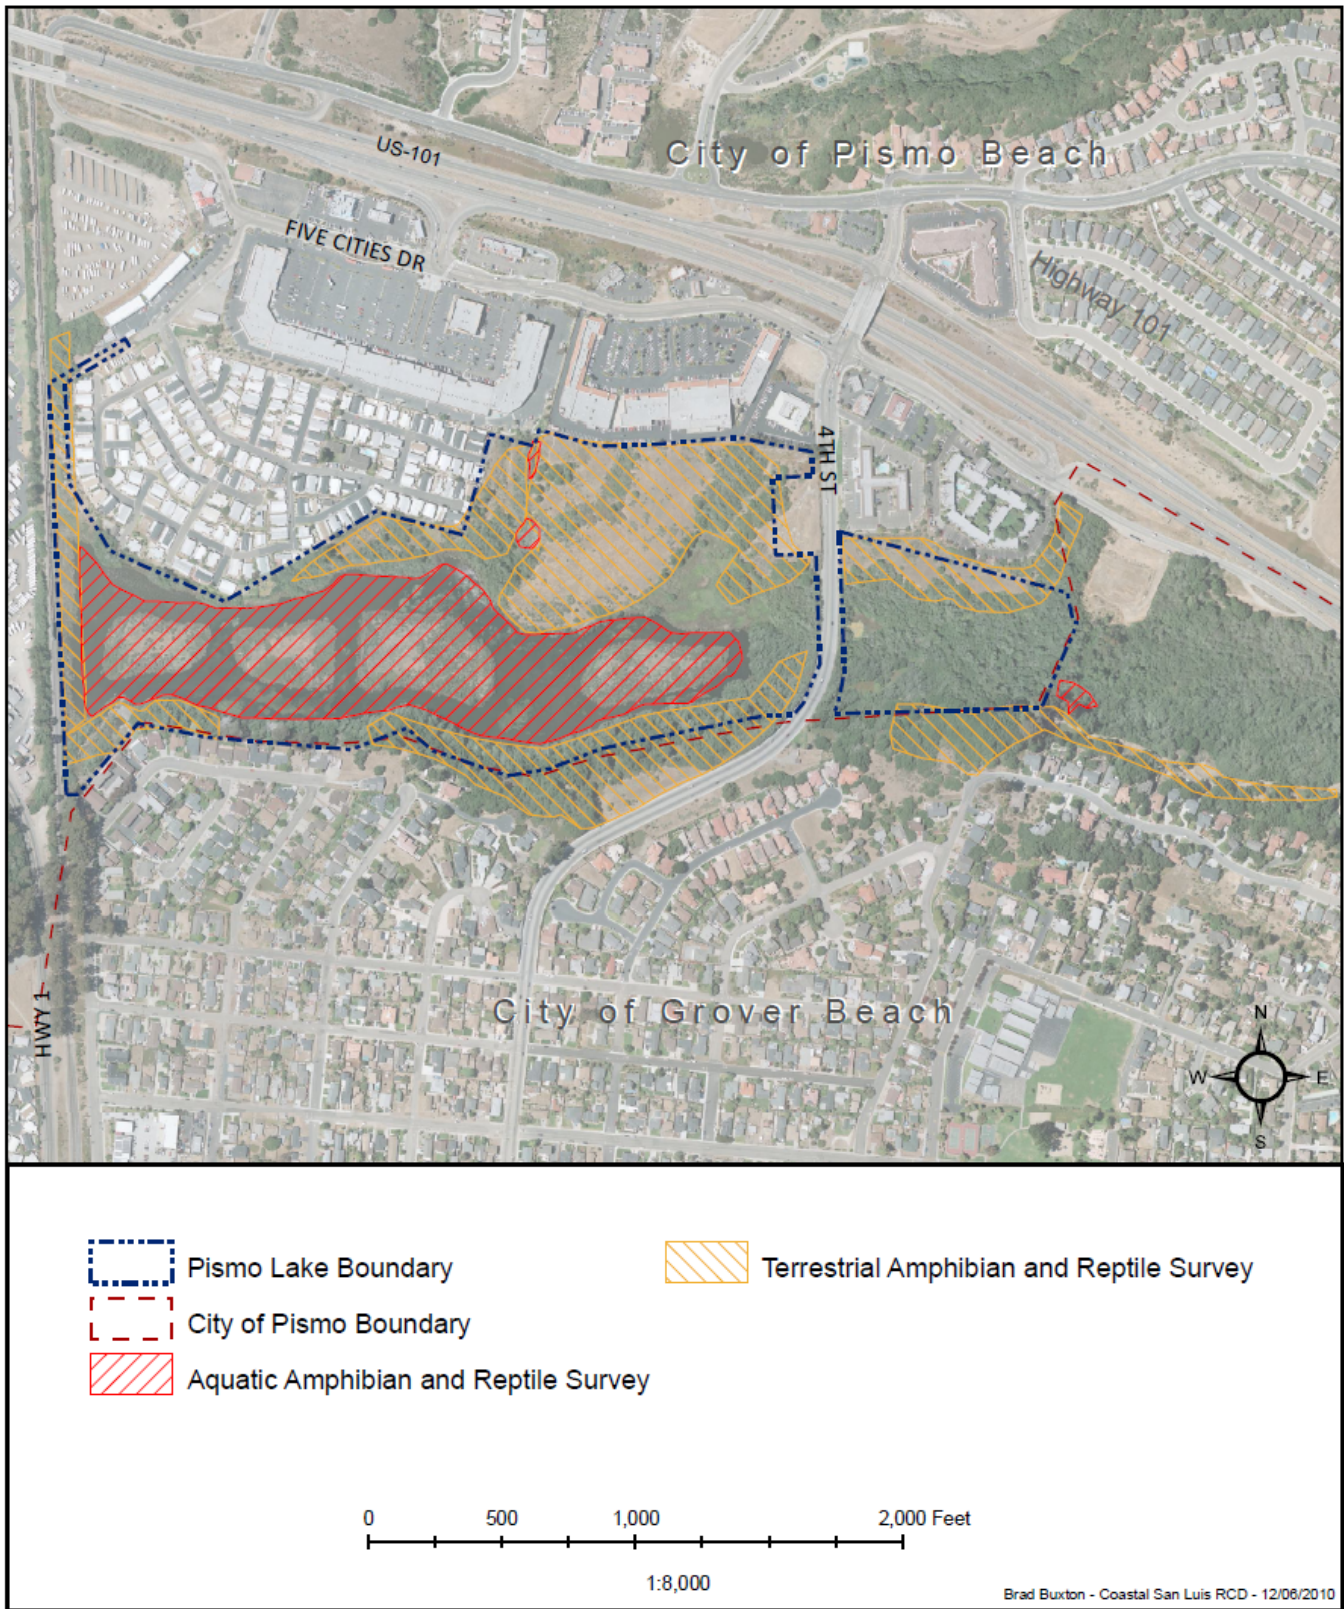 US-101
City of Pismo Beach
FIVE CITIES DR
Highway 101
4TH ST
HWY 1
City of Grover Beach
N
W E
S
Pismo Lake Boundary
Terrestrial Amphibian and Reptile Survey
City of Pismo Boundary
Aquatic Amphibian and Reptile Survey
0 500 1,000 2,000 Feet
1:8,000
Brad Buxton - Coastal San Luis RCD - 12/06/2010